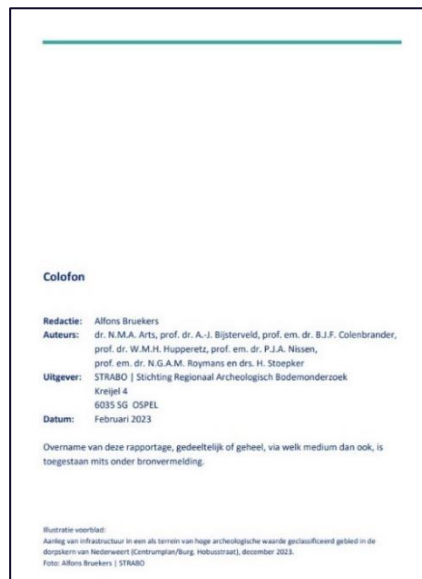 Colofon
Redactie: Alfons Bruekers
Auteurs: dr. N.M.A. Arts, prof. dr. A.-J. Bijsterveld, prof. em. dr. B.J.F. Colenbrander,
prof. dr. W.M.H. Hupperetz, prof. em. dr. P.J.A. Nissen,
prof. em. dr. N.G.A.M. Roymans en drs. H. Stoepker
Uitgever: STRABO | Stichting Regionaal Archeologisch Bodemonderzoek
Kreijel 4
6035 SG OSPEL
Datum: Februari 2023
Overname van deze rapportage, gedeeltelijk of geheel, via welk medium dan ook, is
toegestaan mits onder bronvermelding.
Illustratie voorblad:
Aanleg van infrastructuur in een als terrein van hoge archeologische waarde geclassificeerd gebied in de
dorpskern van Nederweert (Centrumplan/Burg. Hobusstraat), december 2023.
Foto: Alfons Bruekers | STRABO